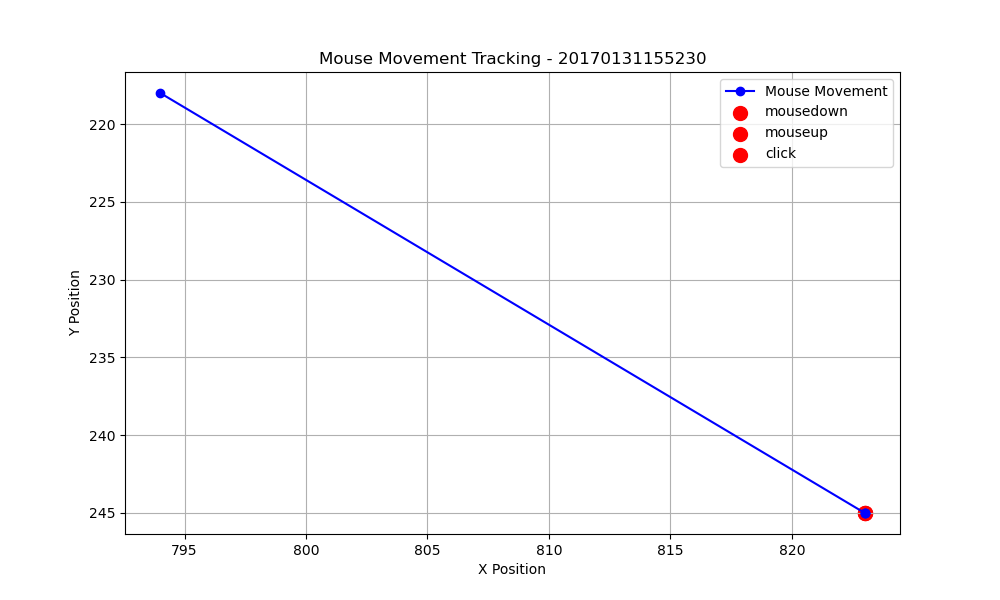 Mouse Movement Tracking - 20170131155230
Mouse Movement
mousedown
mouseup
click
220
225
230
235
240
245
Y Position
795
800
805
810
815
820
X Position